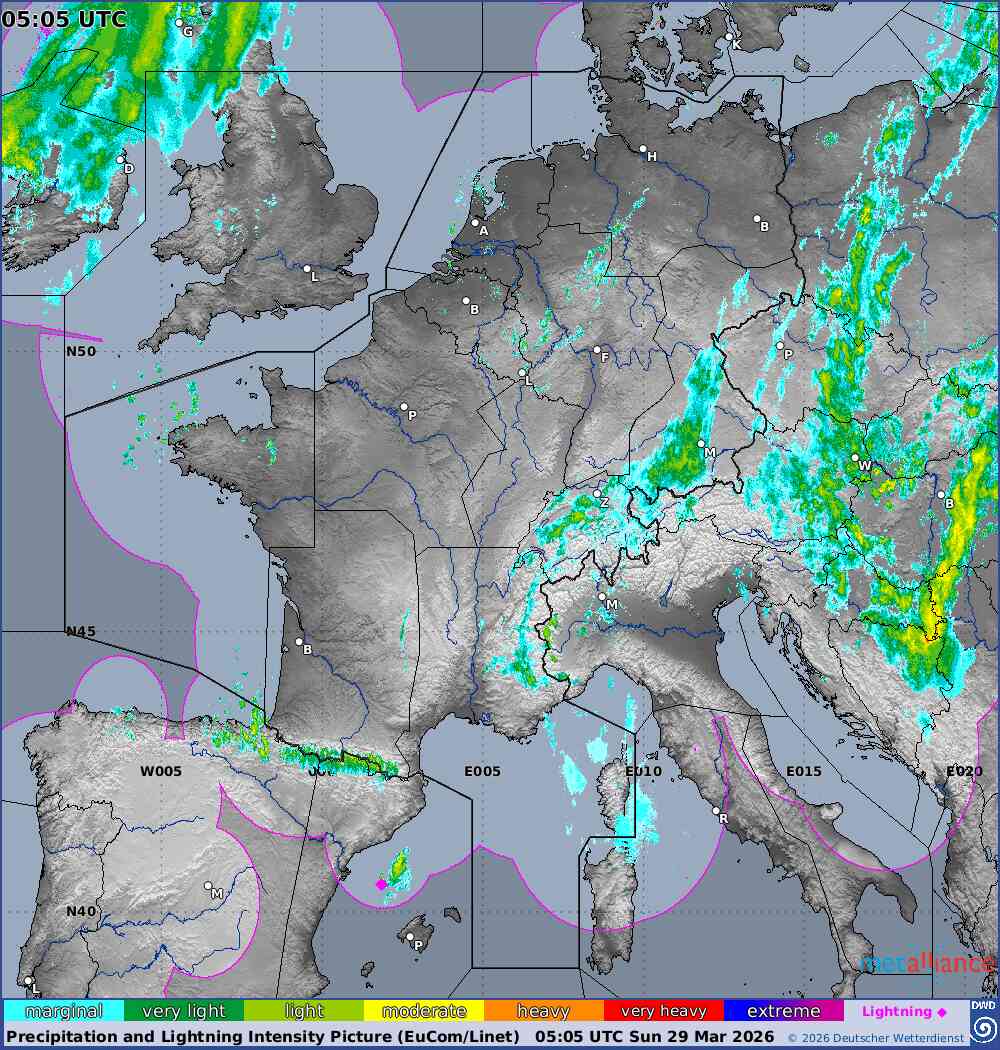 05:05 UTC
G
K
D
H
A
B
L
B
N50
F
P
L
P
M
W
Z
B
M
N45
B
W005
E005
E010
E015
E020
R
M
N40
P
L
metalliance
marginal very light light moderate heavy very heavy extreme Lightning ◆ DWD
Precipitation and Lightning Intensity Picture (EuCom/Linet) 05:05 UTC Sun 29 Mar 2026 © 2026 Deutscher Wetterdienst